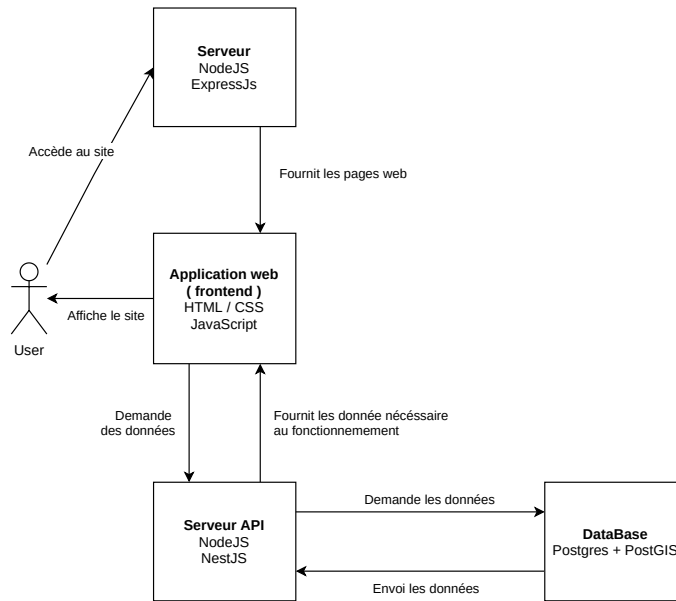 Serveur
NodeJS
ExpressJs
Accède au site
Fournit les pages web
Application web
( frontend )
HTML / CSS
JavaScript
Affiche le site
User
Demande
des données
Fournit les donnée nécéssaire
au fonctionnemement
Serveur API
NodeJS
NestJS
Demande les données
DataBase
Postgres + PostGIS
Envoi les données